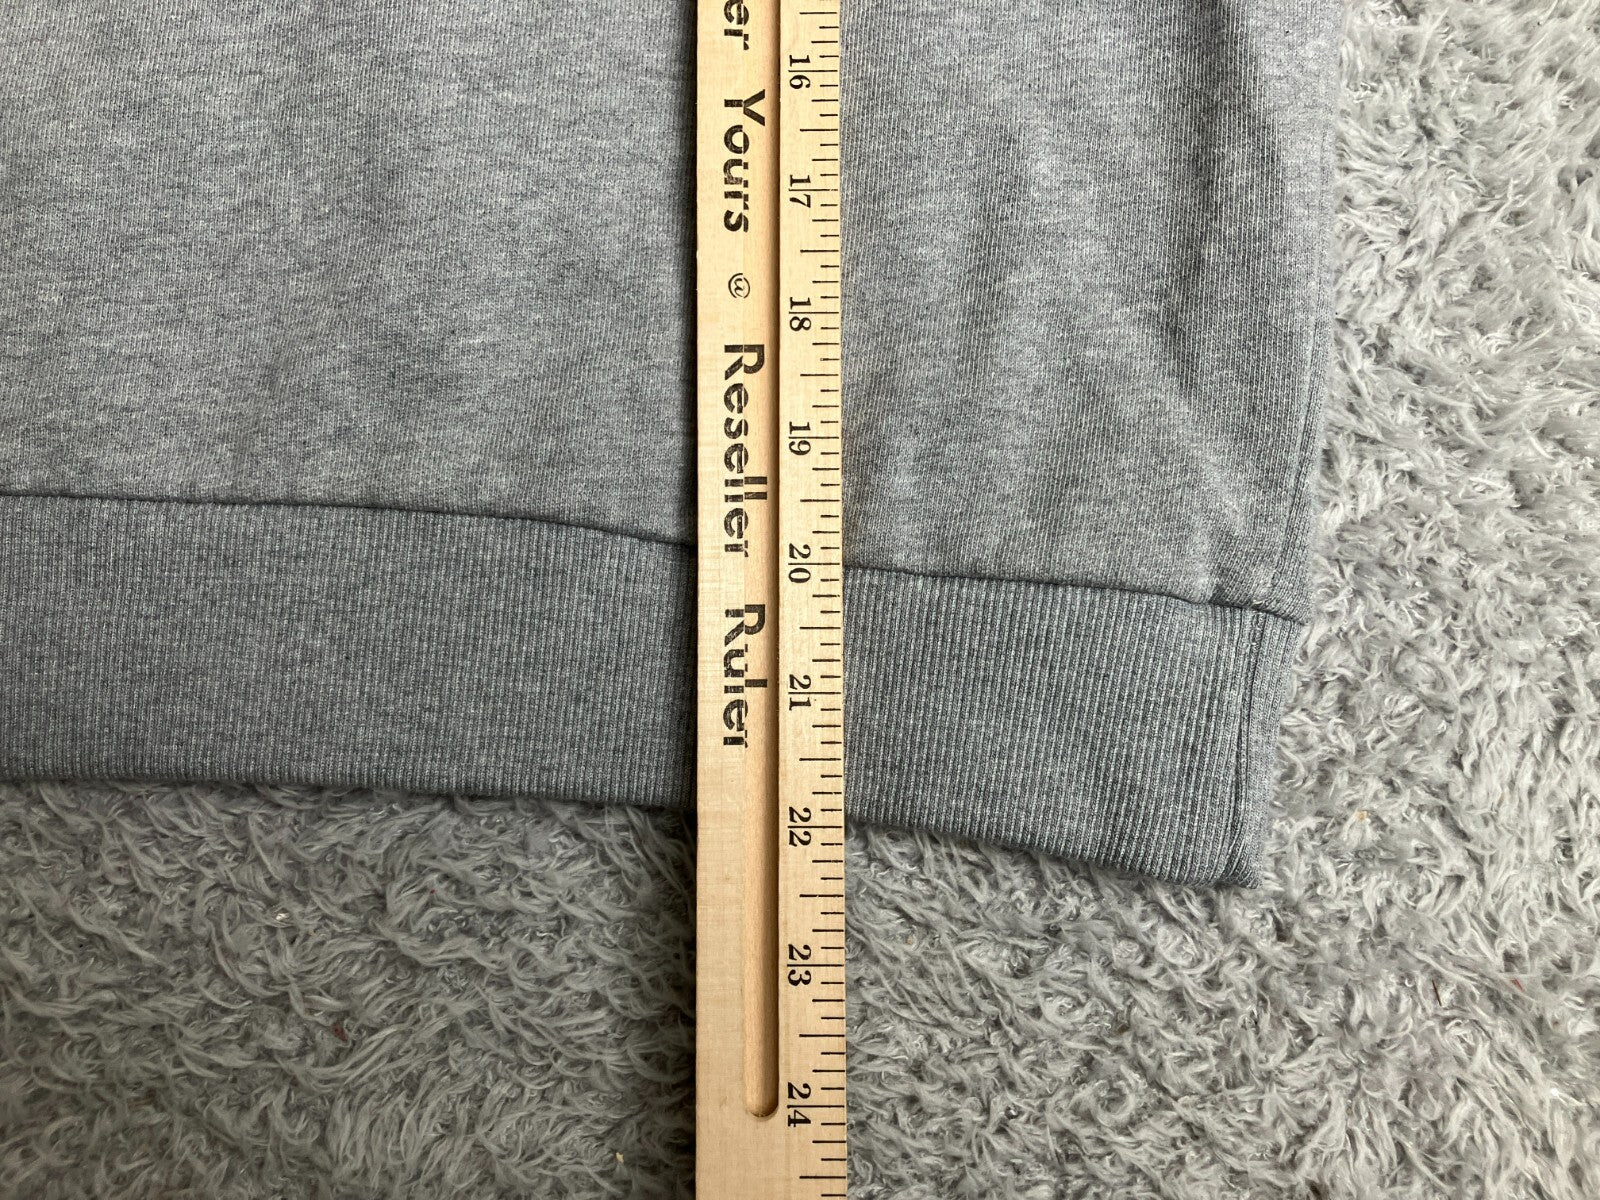 er Yours @ Reseller Ruler
16 17 18 19 20 21 22 23 24